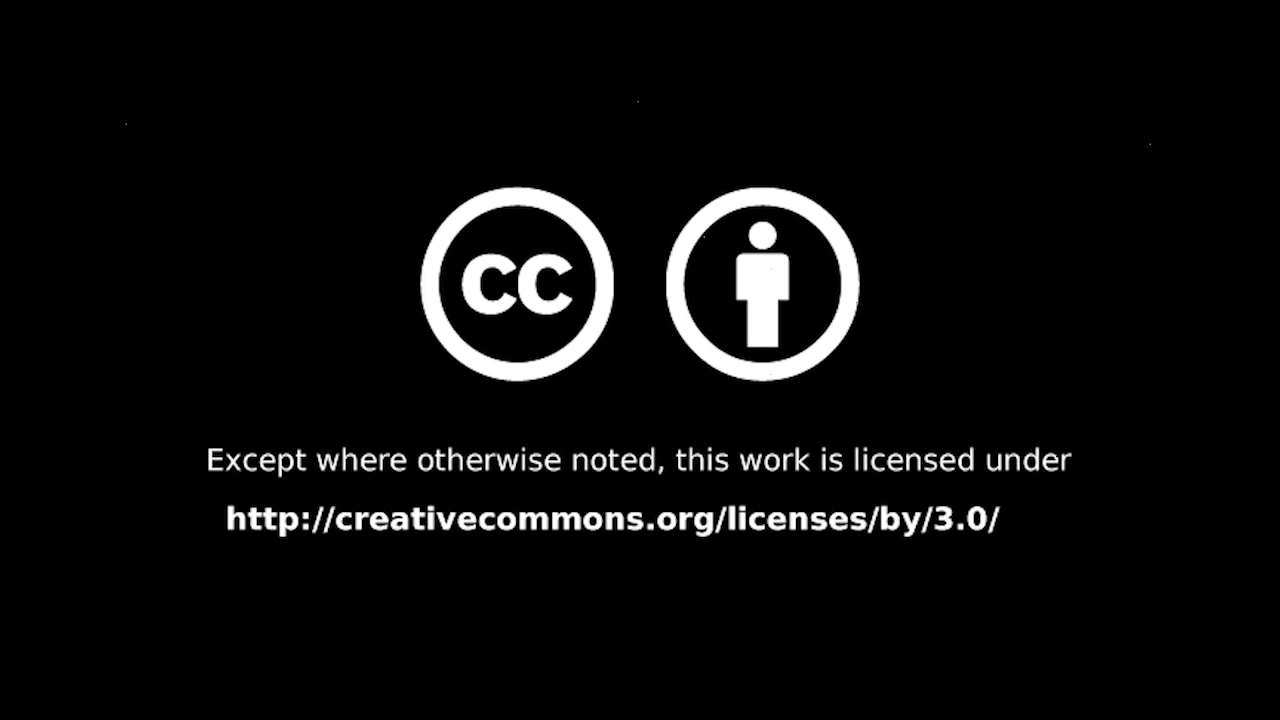 cc
Except where otherwise noted, this work is licensed under
http://creativecommons.org/licenses/by/3.0/